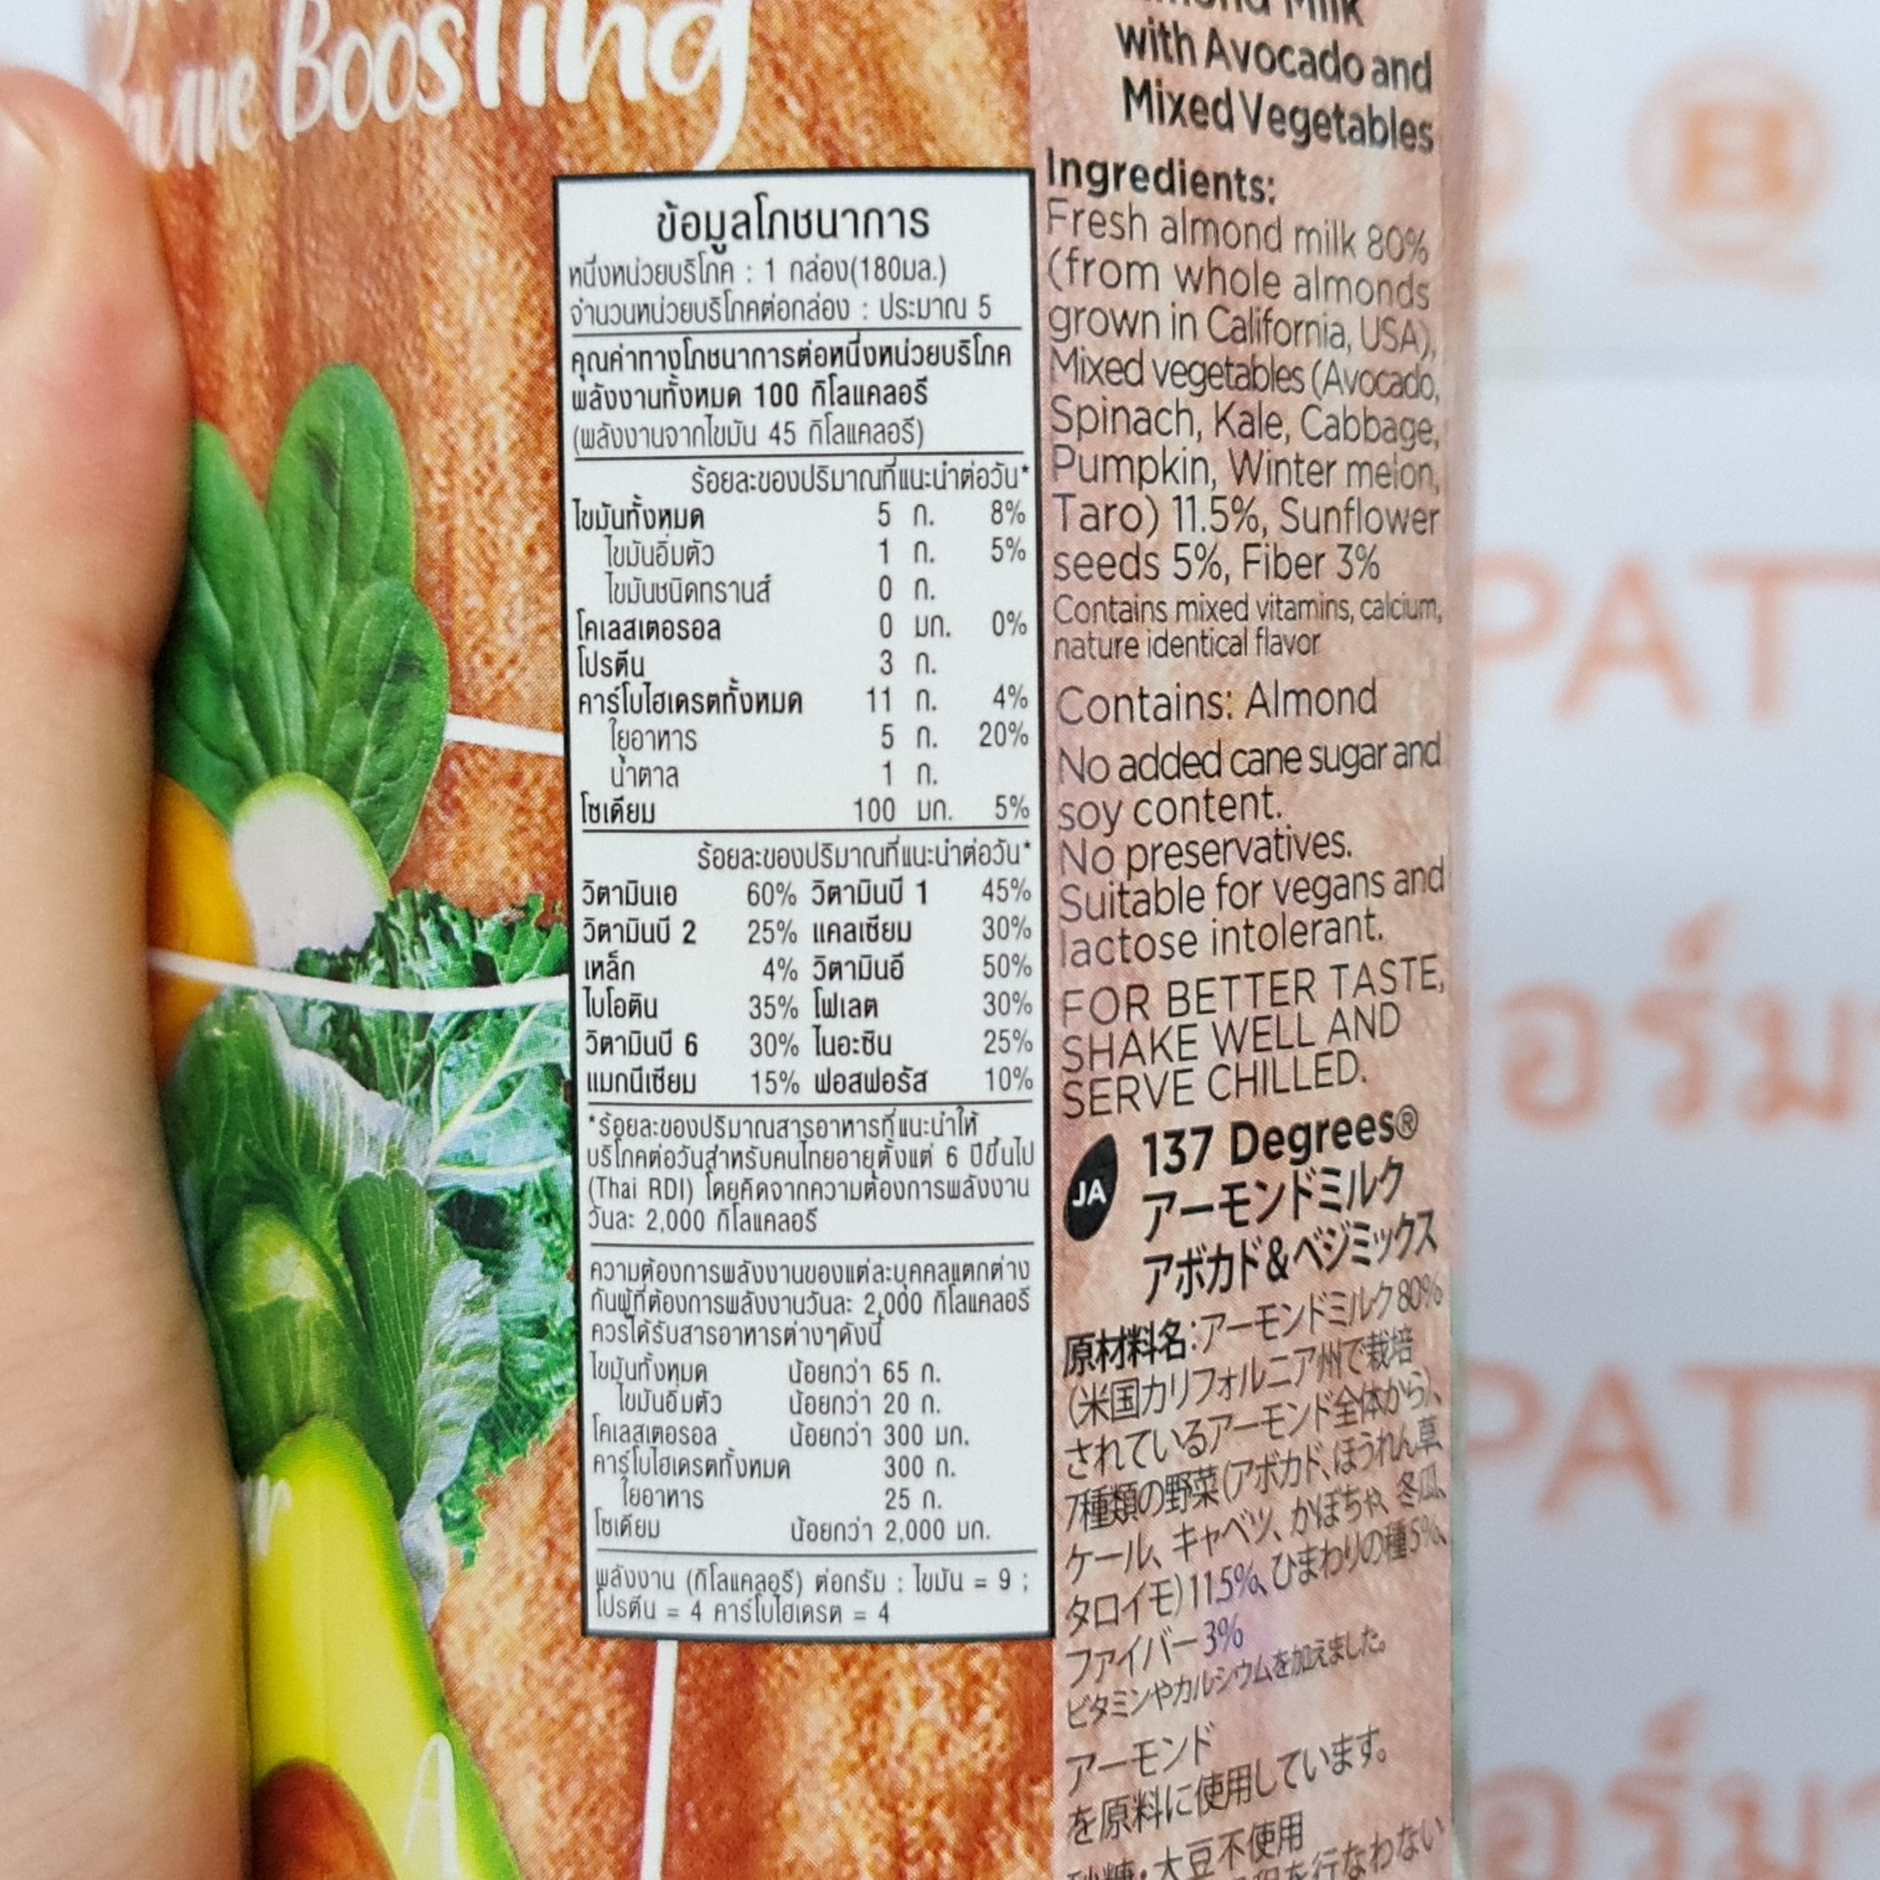 Boosting
with Avocado and
Mixed Vegetables
ข้อมูลโภชนาการ
หนึ่งหน่วยบริโภค : 1 กล่อง(180มล.)
จำนวนหน่วยบริโภคต่อกล่อง : ประมาณ 5
คุณค่าทางโภชนาการต่อหนึ่งหน่วยบริโภค
พลังงานทั้งหมด 100 กิโลแคลอรี
(พลังงานจากไขมัน 45 กิโลแคลอรี)
ร้อยละของปริมาณที่แนะนำต่อวัน*
ไขมันทั้งหมด 5 ก. 8%
ไขมันอิ่มตัว 1 ก. 5%
ไขมันชนิดทรานส์ 0 ก.
โคเลสเตอรอล 0 มก. 0%
โปรตีน 3 ก.
คาร์โบไฮเดรตทั้งหมด 11 ก. 4%
ใยอาหาร 5 ก. 20%
น้ำตาล 1 ก.
โซเดียม 100 มก. 5%
ร้อยละของปริมาณที่แนะนำต่อวัน*
วิตามินเอ 60% วิตามินบี 1 45%
วิตามินบี 2 25% แคลเซียม 30%
เหล็ก 4% วิตามินอี 50%
ไบโอติน 35% โฟเลต 30%
วิตามินบี 6 30% ไนอะซิน 25%
แมกนีเซียม 15% ฟอสฟอรัส 10%
*ร้อยละของปริมาณสารอาหารที่แนะนำให้
บริโภคต่อวันสำหรับคนไทยอายุตั้งแต่ 6 ปีขึ้นไป
(Thai RDI) โดยคิดจากความต้องการพลังงาน
วันละ 2,000 กิโลแคลอรี
ความต้องการพลังงานของแต่ละบุคคลแตกต่าง
กันผู้ที่ต้องการพลังงานวันละ 2,000 กิโลแคลอรี
ควรได้รับสารอาหารต่างๆดังนี้
ไขมันทั้งหมด น้อยกว่า 65 ก.
ไขมันอิ่มตัว น้อยกว่า 20 ก.
โคเลสเตอรอล น้อยกว่า 300 มก.
คาร์โบไฮเดรตทั้งหมด 300 ก.
ใยอาหาร 25 ก.
โซเดียม น้อยกว่า 2,000 มก.
พลังงาน (กิโลแคลอรี) ต่อกรัม : ไขมัน = 9 ;
โปรตีน = 4 คาร์โบไฮเดรต = 4
Ingredients:
Fresh almond milk 80%
(from whole almonds
grown in California, USA),
Mixed vegetables (Avocado,
Spinach, Kale, Cabbage,
Pumpkin, Winter melon,
Taro) 11.5%, Sunflower
seeds 5%, Fiber 3%
Contains mixed vitamins, calcium,
nature identical flavor
Contains: Almond
No added cane sugar and
soy content.
No preservatives.
Suitable for vegans and
lactose intolerant.
FOR BETTER TASTE,
SHAKE WELL AND
SERVE CHILLED.
JA
137 Degrees®
アーモンドミルク
アボカド&ベジミックス
原材料名:アーモンドミルク80%
(米国カリフォルニア州で栽培
されているアーモンド全体から)、
7種類の野菜(アボカド、ほうれん草、
ケール、キャベツ、かぼちゃ、冬瓜、
タロイモ)11.5%、ひまわりの種5%、
ファイバー3%
ビタミンやカルシウムを加えました。
アーモンド
を原料に使用しています。
砂糖・大豆不使用
を行なわない
PATT
อร์ม
PATT
อร์ม